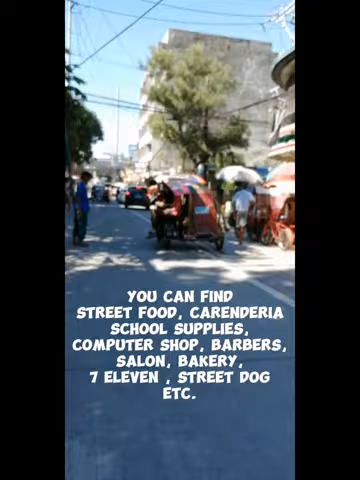 YOU CAN FIND
STREET FOOD, CARENDERIA
SCHOOL SUPPLIES,
COMPUTER SHOP, BARBERS,
SALON, BAKERY,
7 ELEVEN , STREET DOG
ETC.